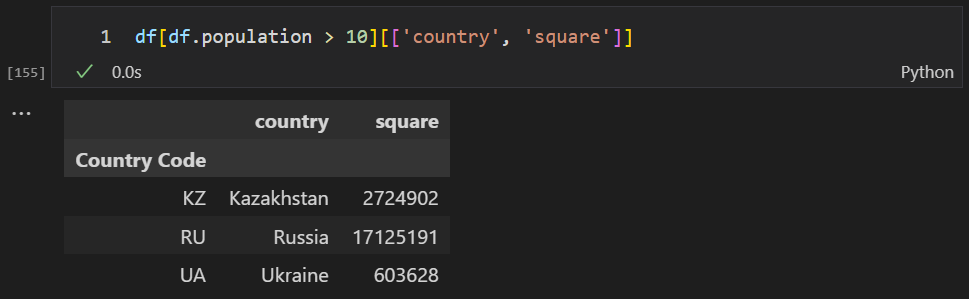 1 df[df.population > 10][['country', 'square']]
[155] 0.0s Python
...
country square
Country Code
KZ Kazakhstan 2724902
RU Russia 17125191
UA Ukraine 603628